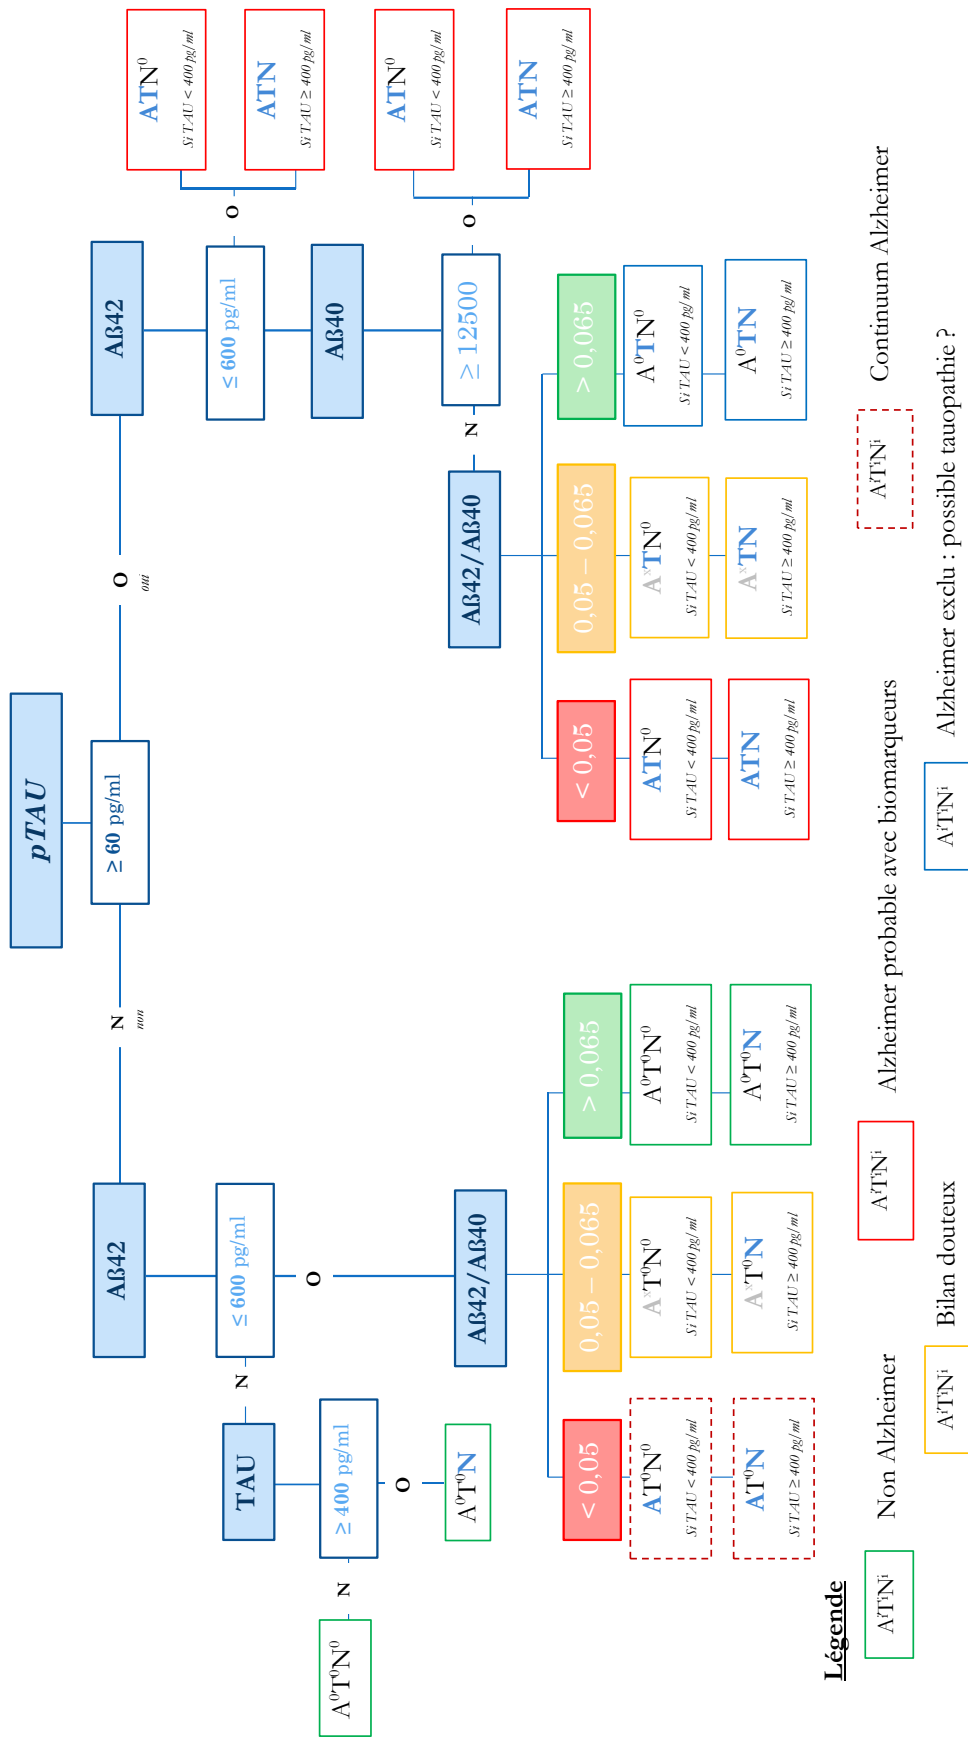 pTAU
≥ 60 pg/ml
N
non
O
oui
Aß42
≤ 600 pg/ml
N
TAU
≥ 400 pg/ml
N
A⁰T⁰N⁰
O
A⁰T⁰N
O
Aß42/Aß40
< 0,05
AT⁰N⁰
Si TAU < 400 pg/ml
AT⁰N
Si TAU ≥ 400 pg/ml
0,05 – 0,065
AˣT⁰N⁰
Si TAU < 400 pg/ml
AˣT⁰N
Si TAU ≥ 400 pg/ml
> 0,065
A⁰T⁰N⁰
Si TAU < 400 pg/ml
A⁰T⁰N
Si TAU ≥ 400 pg/ml
Aß42
≤ 600 pg/ml
O
ATN⁰
Si TAU < 400 pg/ml
ATN
Si TAU ≥ 400 pg/ml
Aß40
≥ 12500
O
ATN⁰
Si TAU < 400 pg/ml
ATN
Si TAU ≥ 400 pg/ml
N
Aß42/Aß40
< 0,05
ATN⁰
Si TAU < 400 pg/ml
ATN
Si TAU ≥ 400 pg/ml
0,05 – 0,065
AˣTN⁰
Si TAU < 400 pg/ml
AˣTN
Si TAU ≥ 400 pg/ml
> 0,065
A⁰TN⁰
Si TAU < 400 pg/ml
A⁰TN
Si TAU ≥ 400 pg/ml
Légende
AⁱTⁱNⁱ
Non Alzheimer
AⁱTⁱNⁱ
Alzheimer probable avec biomarqueurs
AⁱTⁱNⁱ
Continuum Alzheimer
AⁱTⁱNⁱ
Bilan douteux
AⁱTⁱNⁱ
Alzheimer exclu : possible tauopathie ?